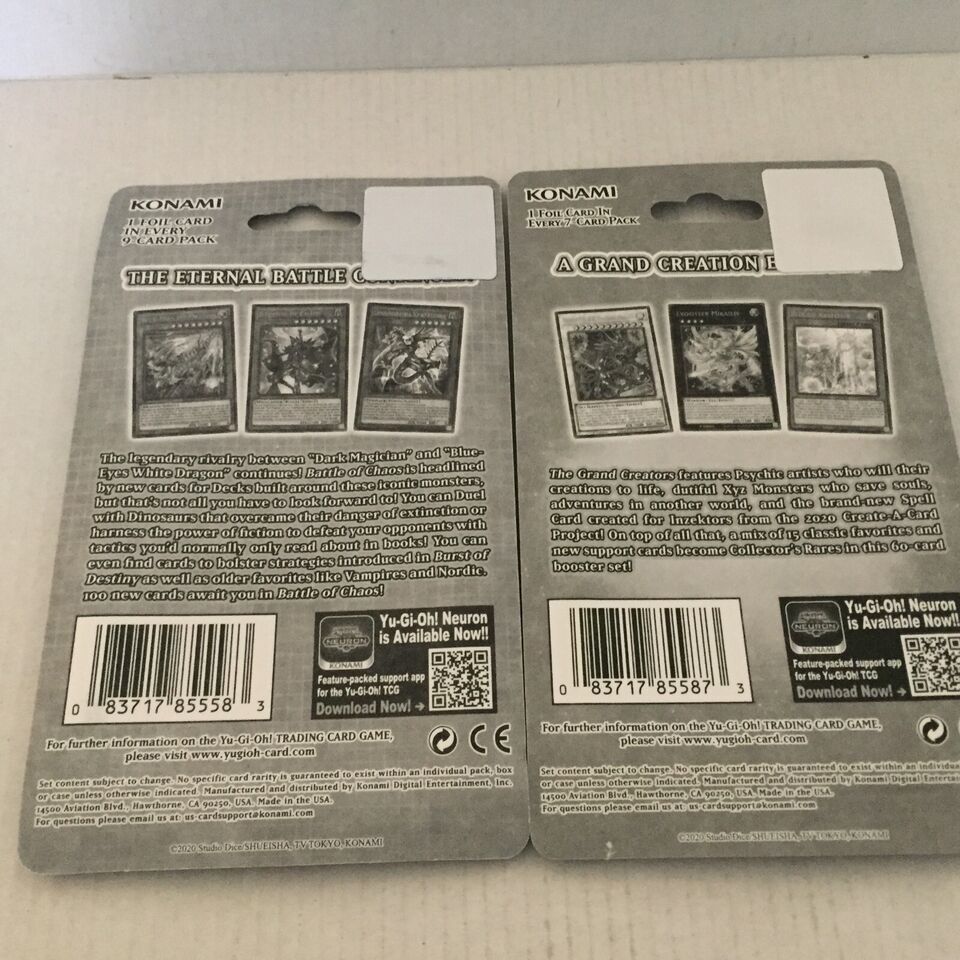 KONAMI
1 FOIL CARD
IN EVERY
9-CARD PACK
THE ETERNAL BATTLE
The legendary rivalry between "Dark Magician" and "Blue-
Eyes White Dragon" continues! Battle of Chaos is headlined
by new cards for Decks built around these iconic monsters,
but that's not all you have to look forward to! You can Duel
with Dinosaurs that overcame their danger of extinction or
harness the power of fiction to defeat your opponents with
tactics you'd normally only read about in books! You can
even find cards to bolster strategies introduced in Burst of
Destiny as well as older favorites like Vampires and Nordic.
100 new cards await you in Battle of Chaos!
0 83717 85558 3
NEURON
KONAMI
Yu-Gi-Oh! Neuron
is Available Now!!
Feature-packed support app
for the Yu-Gi-Oh! TCG
Download Now! →
For further information on the Yu-Gi-Oh! TRADING CARD GAME,
please visit www.yugioh-card.com
CE
Set content subject to change. No specific card rarity is guaranteed to exist within an individual pack, box
or case unless otherwise indicated. Manufactured and distributed by Konami Digital Entertainment, Inc.
14500 Aviation Blvd., Hawthorne, CA 90250, USA. Made in the USA.
For questions please email us at: us-cardsupport@konami.com
©2020 Studio Dice/SHUEISHA, TV TOKYO, KONAMI
KONAMI
1 FOIL CARD IN
EVERY 7-CARD PACK
A GRAND CREATION
EXOSISTER MIKAILIS
The Grand Creators features Psychic artists who will their
creations to life, dutiful Xyz Monsters who save souls,
adventures in another world, and the brand-new Spell
Card created for Inzektors from the 2020 Create-A-Card
Project! On top of all that, a mix of 15 classic favorites and
new support cards become Collector's Rares in this 60-card
booster set!
0 83717 85587 3
NEURON
KONAMI
Yu-Gi-Oh! Neuron
is Available Now!!
Feature-packed support app
for the Yu-Gi-Oh! TCG
Download Now! →
For further information on the Yu-Gi-Oh! TRADING CARD GAME,
please visit www.yugioh-card.com
Set content subject to change. No specific card rarity is guaranteed to exist within an individual
or case unless otherwise indicated. Manufactured and distributed by Konami Digital
14500 Aviation Blvd., Hawthorne, CA 90250, USA. Made in the USA.
For questions please email us at: us-cardsupport@konami.com
©2020 Studio Dice/SHUEISHA, TV TOKYO, KONAMI